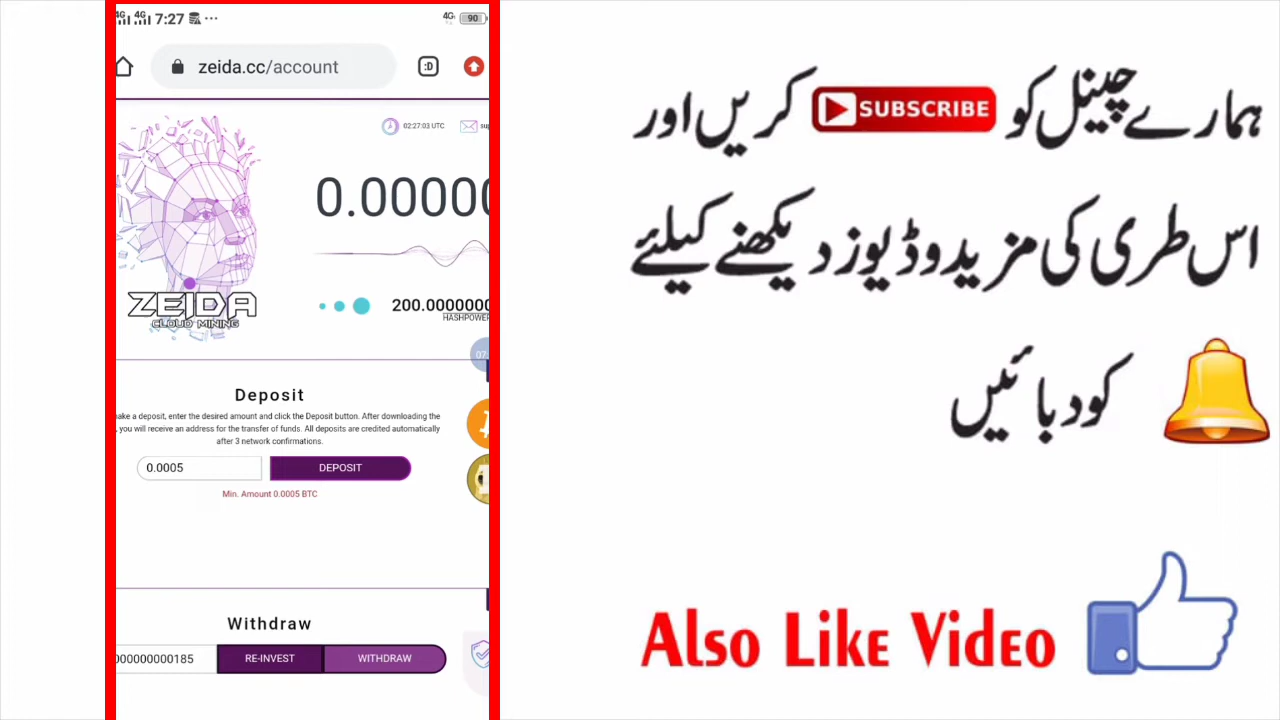 4G 4G 7:27 ··· 4G 90
zeida.cc/account :D
02:27:03 UTC
0.00000
ZEIDA
CLOUD MINING
200.0000000
HASHPOWER
Deposit
make a deposit, enter the desired amount and click the Deposit button. After downloading the
, you will receive an address for the transfer of funds. All deposits are credited automatically
after 3 network confirmations.
0.0005 DEPOSIT
Min. Amount 0.0005 BTC
Withdraw
000000000185 RE-INVEST WITHDRAW
ہمارے چینل کو SUBSCRIBE کریں اور
اس طری کی مزید وڈیوز دیکھنے کیلئے
کو دبائیں
Also Like Video